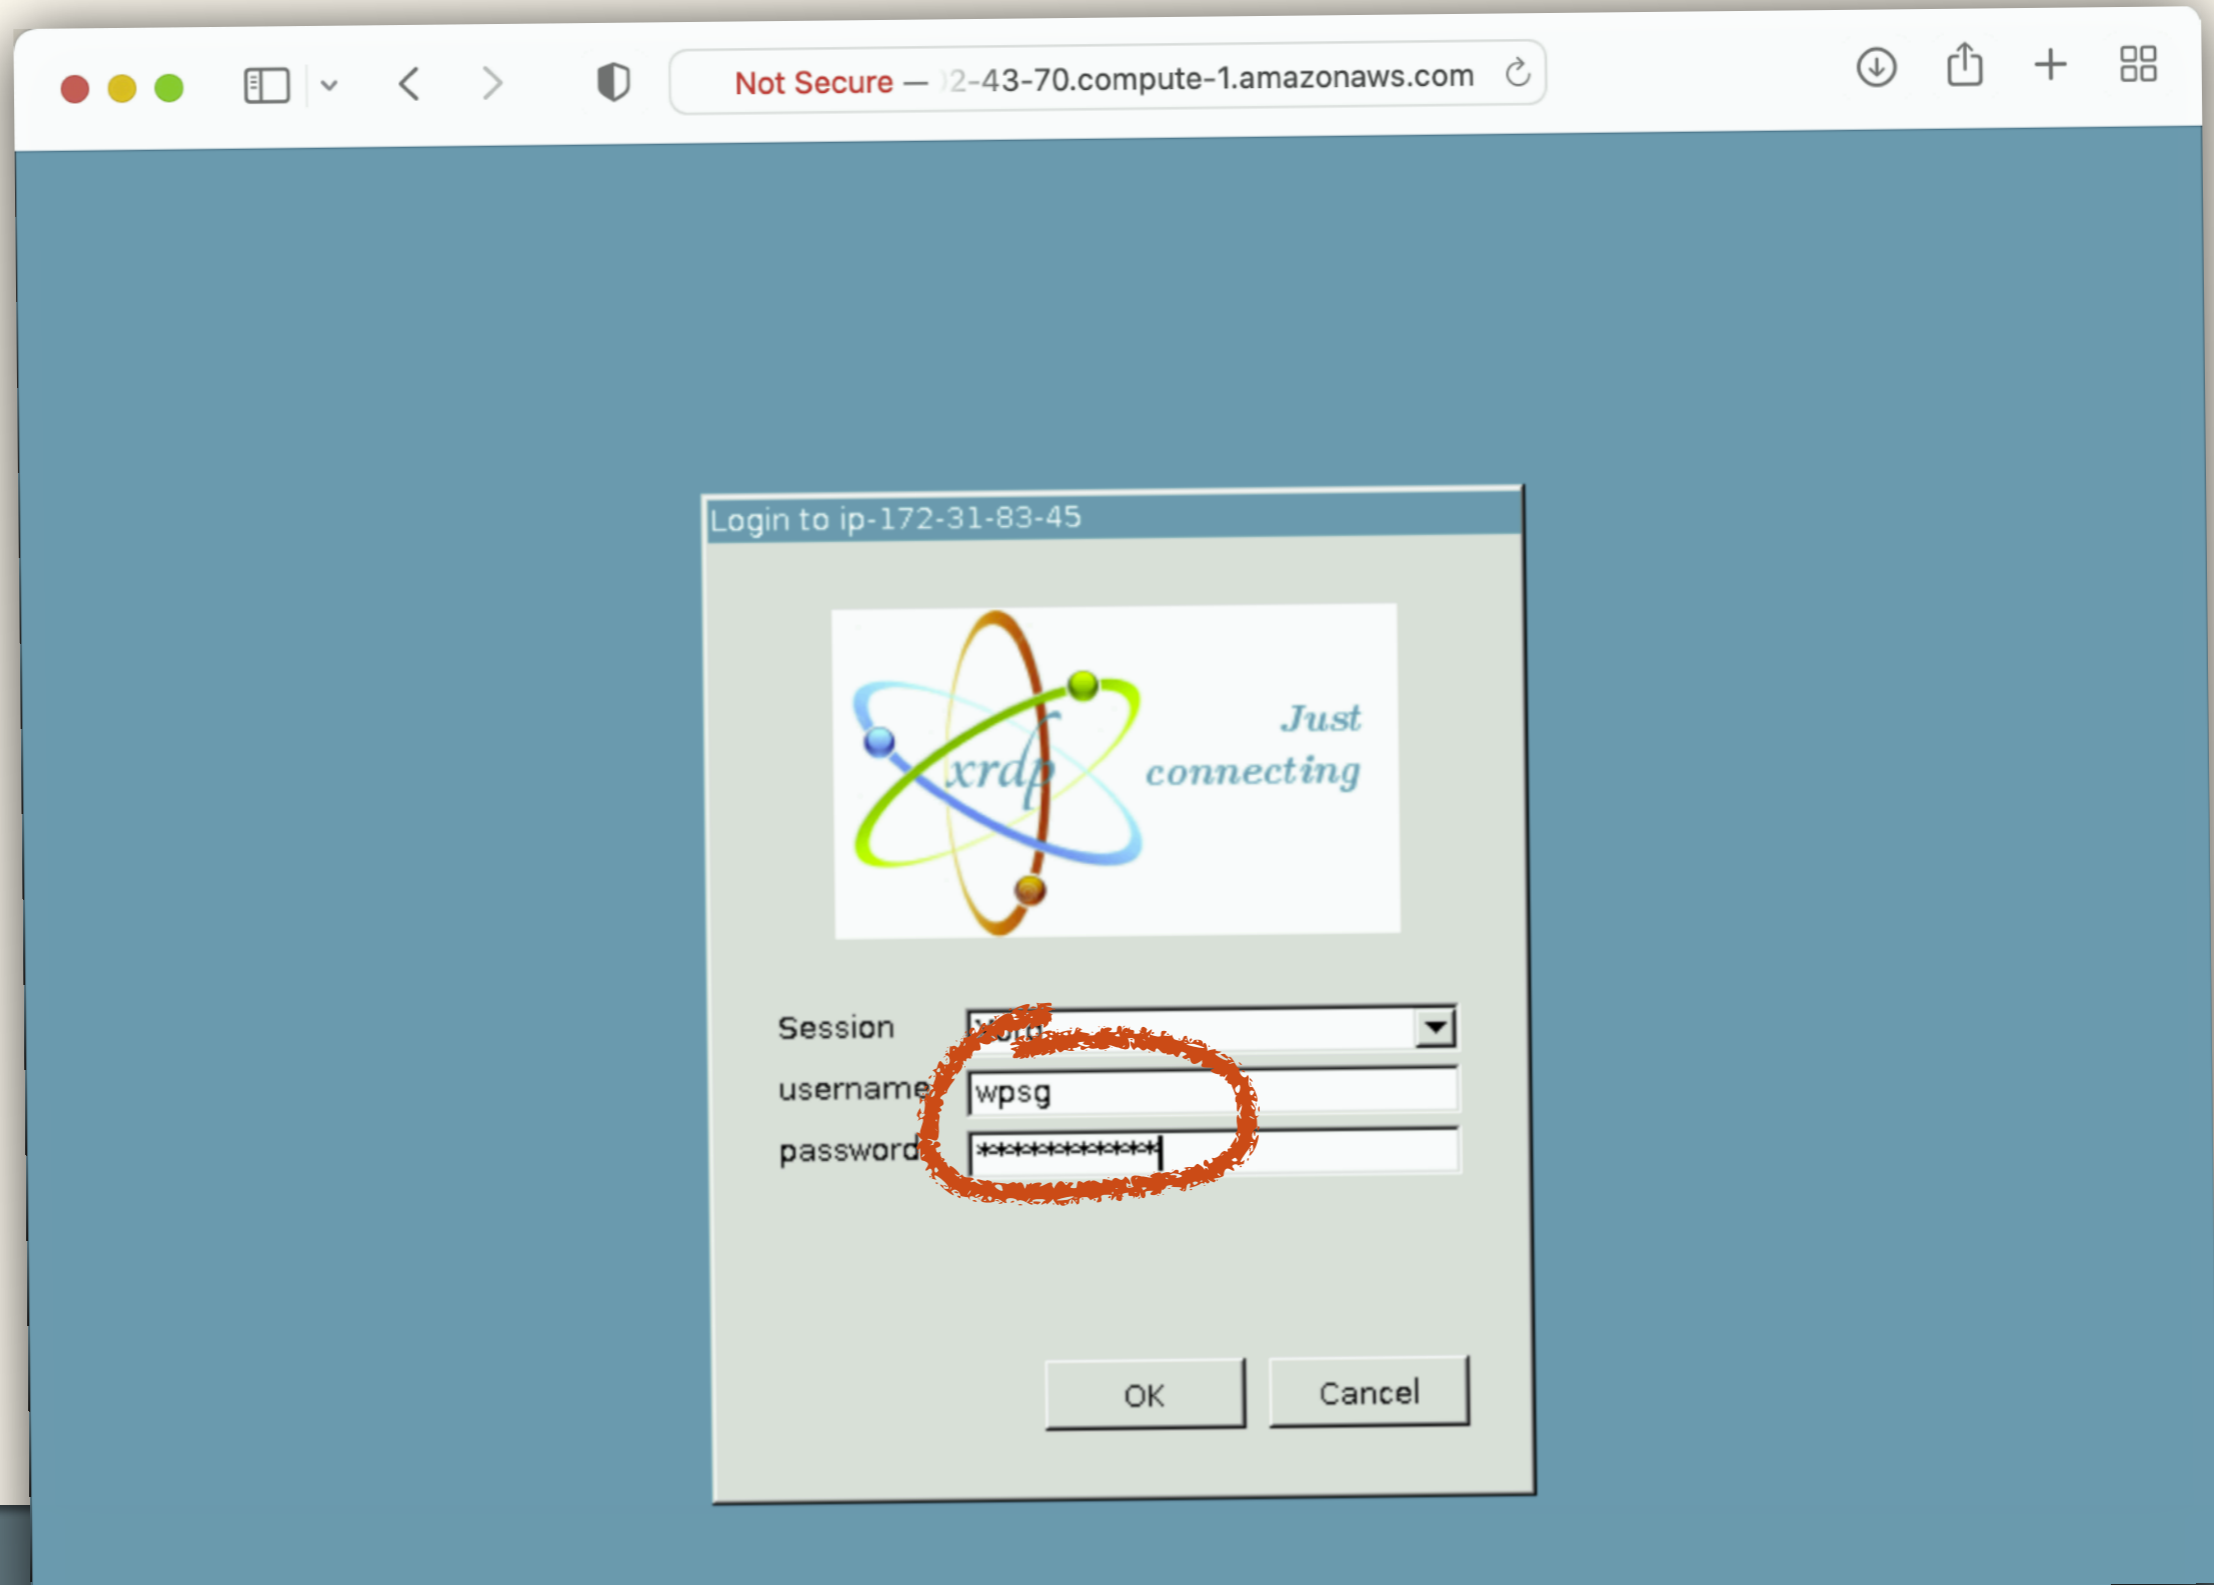 Not Secure — 2-43-70.compute-1.amazonaws.com
Login to ip-172-31-83-45
xrdp
Just
connecting
Session Xorg
username wpsg
password ***********
OK Cancel